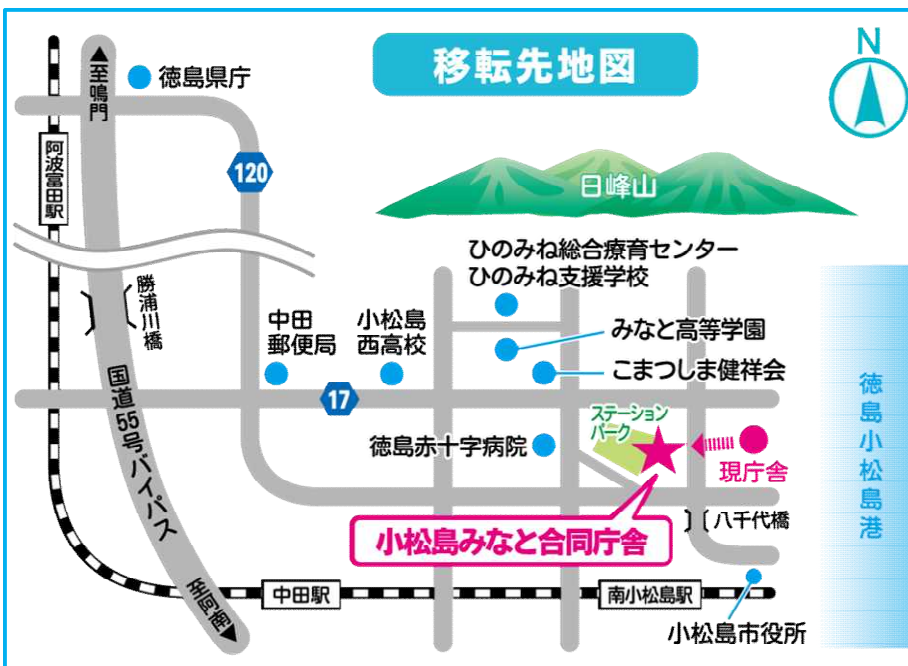 移転先地図
N
▲至鳴門
徳島県庁
阿波富田駅
120
日峰山
ひのみね総合療育センター
ひのみね支援学校
勝浦川橋
中田
郵便局
小松島
西高校
みなと高等学園
こまつしま健祥会
17
国道55号バイパス
ステーション
パーク
徳島赤十字病院
現庁舎
徳島小松島港
小松島みなと合同庁舎
八千代橋
至阿南▼
中田駅
南小松島駅
小松島市役所